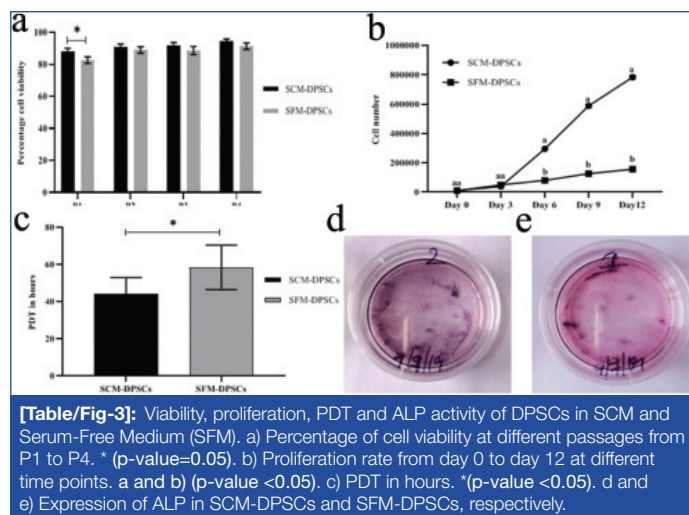 a
b
*
100
80
60
40
20
0
Percentage cell viability
SCM-DPSCs
SFM-DPSCs
1000000
800000
600000
400000
200000
0
Cell number
SCM-DPSCs
SFM-DPSCs
aa
aa
a
a
a
b
b
b
Day 0
Day 3
Day 6
Day 9
Day12
c
*
80
60
40
20
0
PDT in hours
SCM-DPSCs
SFM-DPSCs
SCM-DPSCs
SFM-DPSCs
d
2
e
[Table/Fig-3]: Viability, proliferation, PDT and ALP activity of DPSCs in SCM and
Serum-Free Medium (SFM). a) Percentage of cell viability at different passages from
P1 to P4. * (p-value=0.05). b) Proliferation rate from day 0 to day 12 at different
time points. a and b) (p-value <0.05). c) PDT in hours. *(p-value <0.05). d and
e) Expression of ALP in SCM-DPSCs and SFM-DPSCs, respectively.